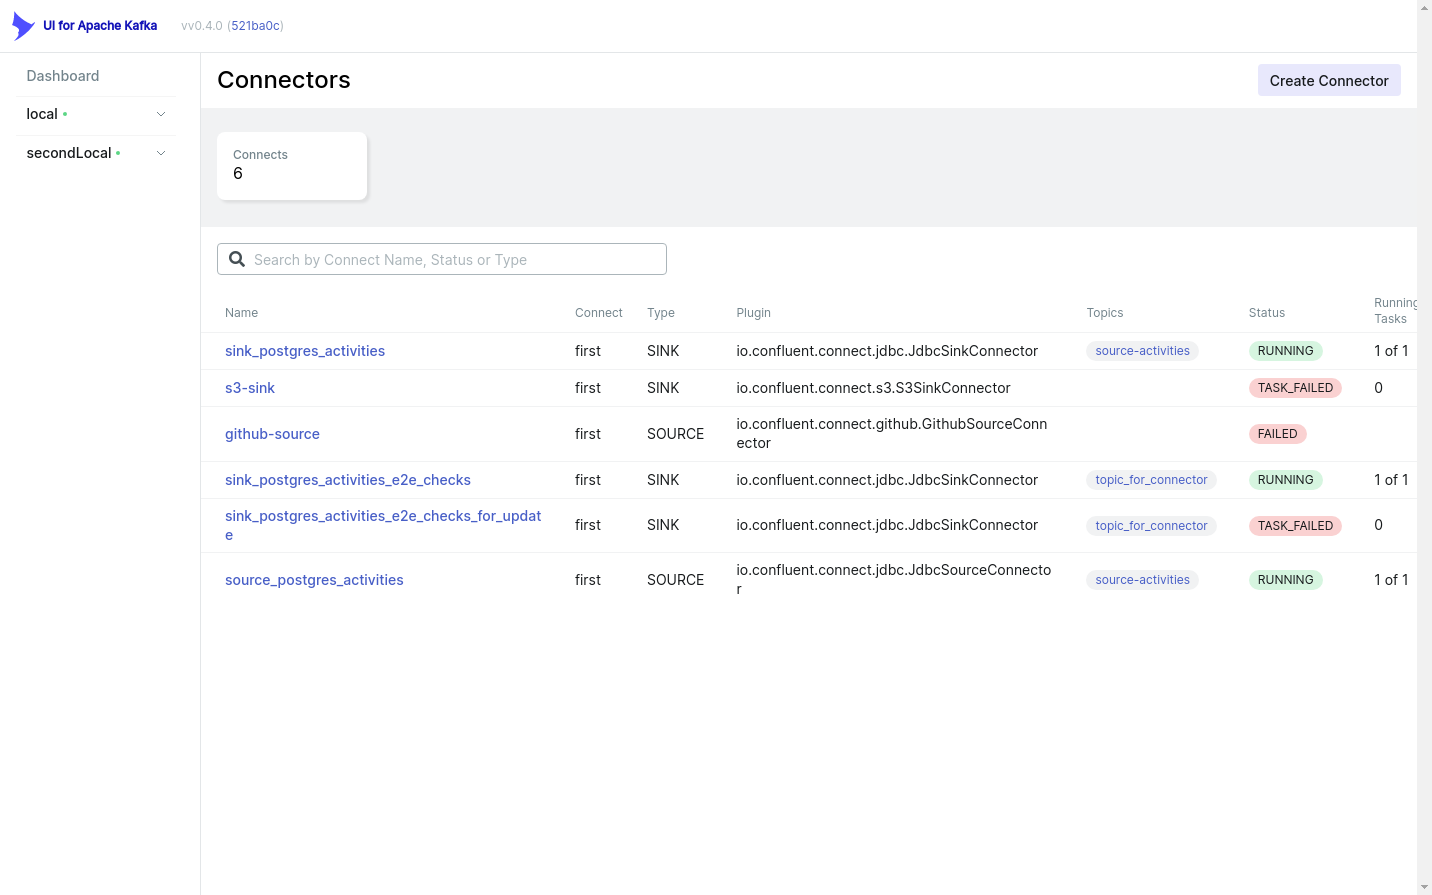 UI for Apache Kafka
vv0.4.0 (521ba0c)
Dashboard
local
secondLocal
Connectors
Create Connector
Connects
6
Search by Connect Name, Status or Type
Name Connect Type Plugin Topics Status Running Tasks
sink_postgres_activities first SINK io.confluent.connect.jdbc.JdbcSinkConnector source-activities RUNNING 1 of 1
s3-sink first SINK io.confluent.connect.s3.S3SinkConnector TASK_FAILED 0
github-source first SOURCE io.confluent.connect.github.GithubSourceConn
ector FAILED
sink_postgres_activities_e2e_checks first SINK io.confluent.connect.jdbc.JdbcSinkConnector topic_for_connector RUNNING 1 of 1
sink_postgres_activities_e2e_checks_for_updat
e first SINK io.confluent.connect.jdbc.JdbcSinkConnector topic_for_connector TASK_FAILED 0
source_postgres_activities first SOURCE io.confluent.connect.jdbc.JdbcSourceConnecto
r source-activities RUNNING 1 of 1